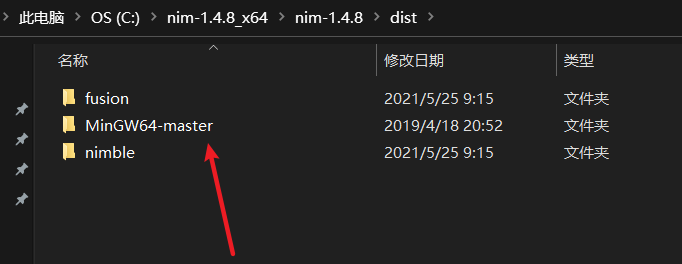 此电脑 > OS (C:) > nim-1.4.8_x64 > nim-1.4.8 > dist >
名称 修改日期 类型
fusion 2021/5/25 9:15 文件夹
MinGW64-master 2019/4/18 20:52 文件夹
nimble 2021/5/25 9:15 文件夹